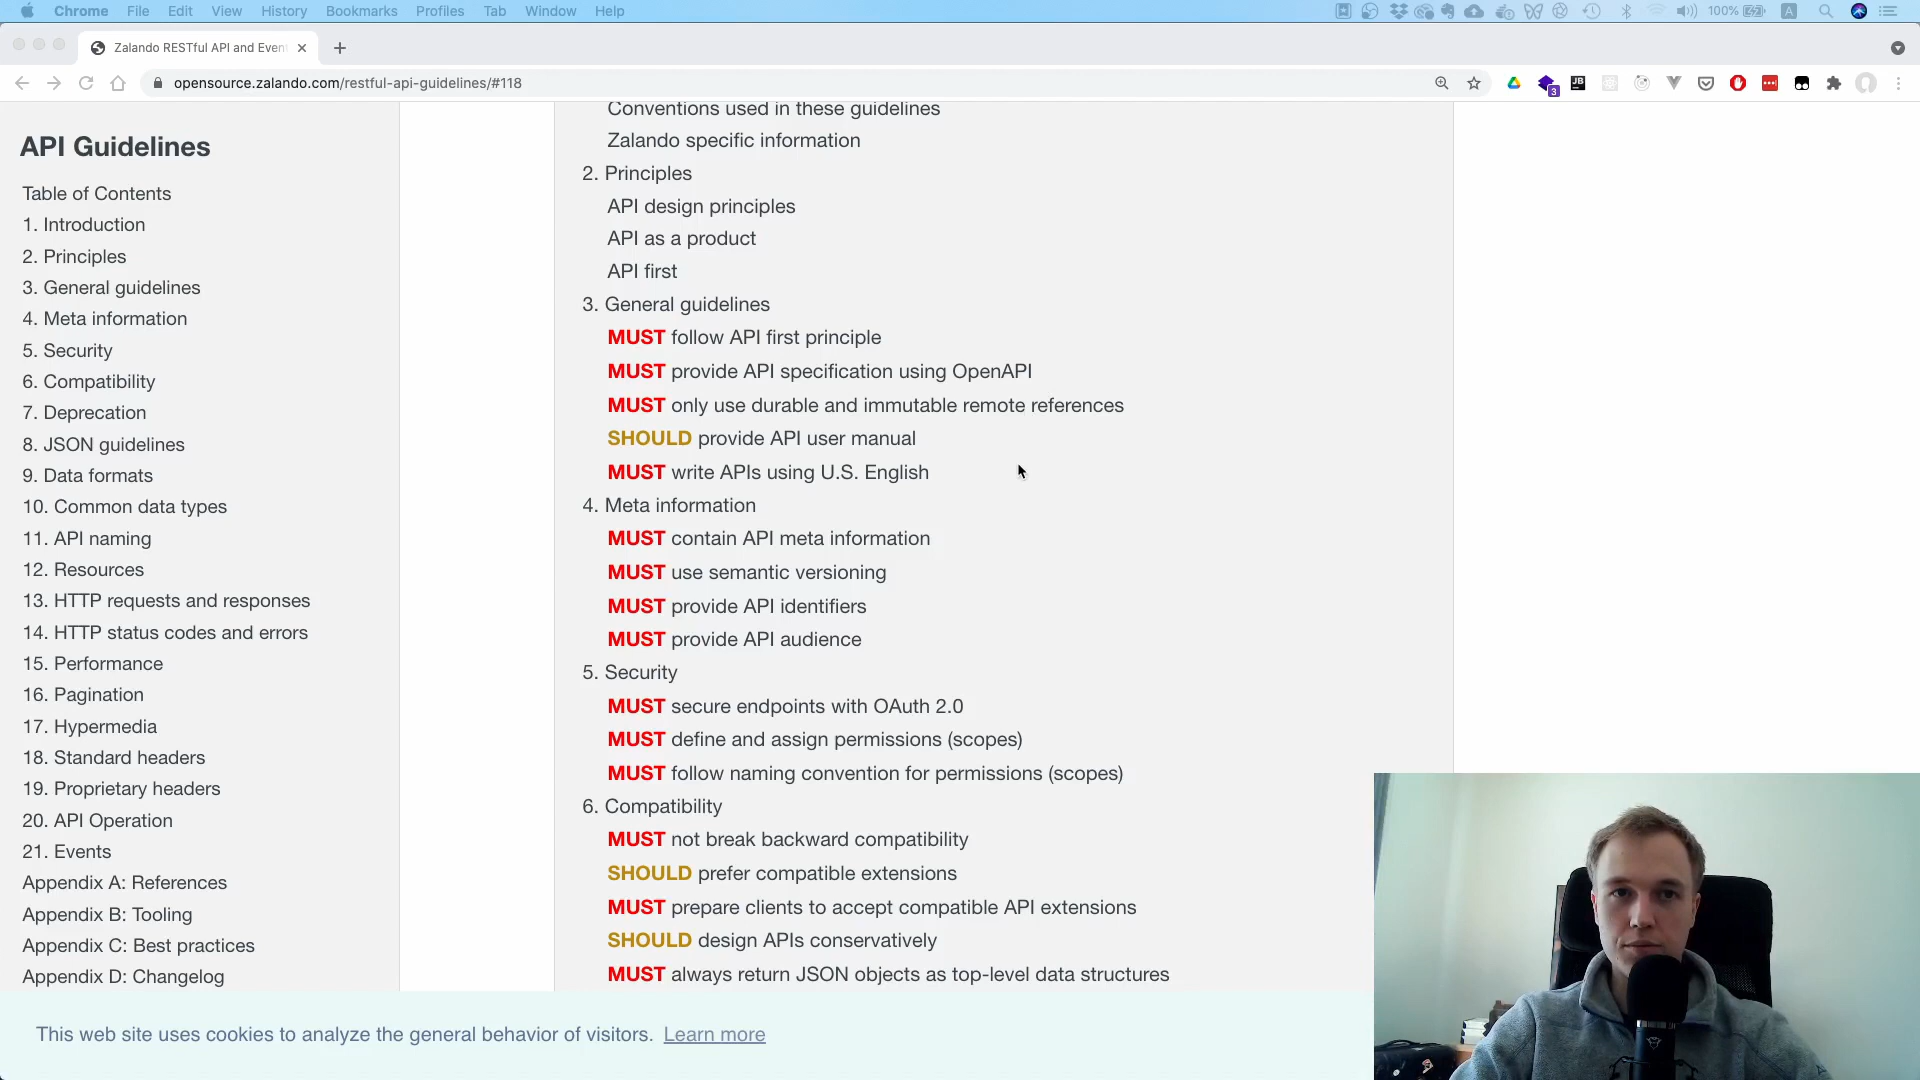 Chrome File Edit View History Bookmarks Profiles Tab Window Help
100%
A
Zalando RESTful API and Even
opensource.zalando.com/restful-api-guidelines/#118
3
JB
API Guidelines
Table of Contents
1. Introduction
2. Principles
3. General guidelines
4. Meta information
5. Security
6. Compatibility
7. Deprecation
8. JSON guidelines
9. Data formats
10. Common data types
11. API naming
12. Resources
13. HTTP requests and responses
14. HTTP status codes and errors
15. Performance
16. Pagination
17. Hypermedia
18. Standard headers
19. Proprietary headers
20. API Operation
21. Events
Appendix A: References
Appendix B: Tooling
Appendix C: Best practices
Appendix D: Changelog
Conventions used in these guidelines
Zalando specific information
2. Principles
API design principles
API as a product
API first
3. General guidelines
MUST follow API first principle
MUST provide API specification using OpenAPI
MUST only use durable and immutable remote references
SHOULD provide API user manual
MUST write APIs using U.S. English
4. Meta information
MUST contain API meta information
MUST use semantic versioning
MUST provide API identifiers
MUST provide API audience
5. Security
MUST secure endpoints with OAuth 2.0
MUST define and assign permissions (scopes)
MUST follow naming convention for permissions (scopes)
6. Compatibility
MUST not break backward compatibility
SHOULD prefer compatible extensions
MUST prepare clients to accept compatible API extensions
SHOULD design APIs conservatively
MUST always return JSON objects as top-level data structures
This web site uses cookies to analyze the general behavior of visitors. Learn more